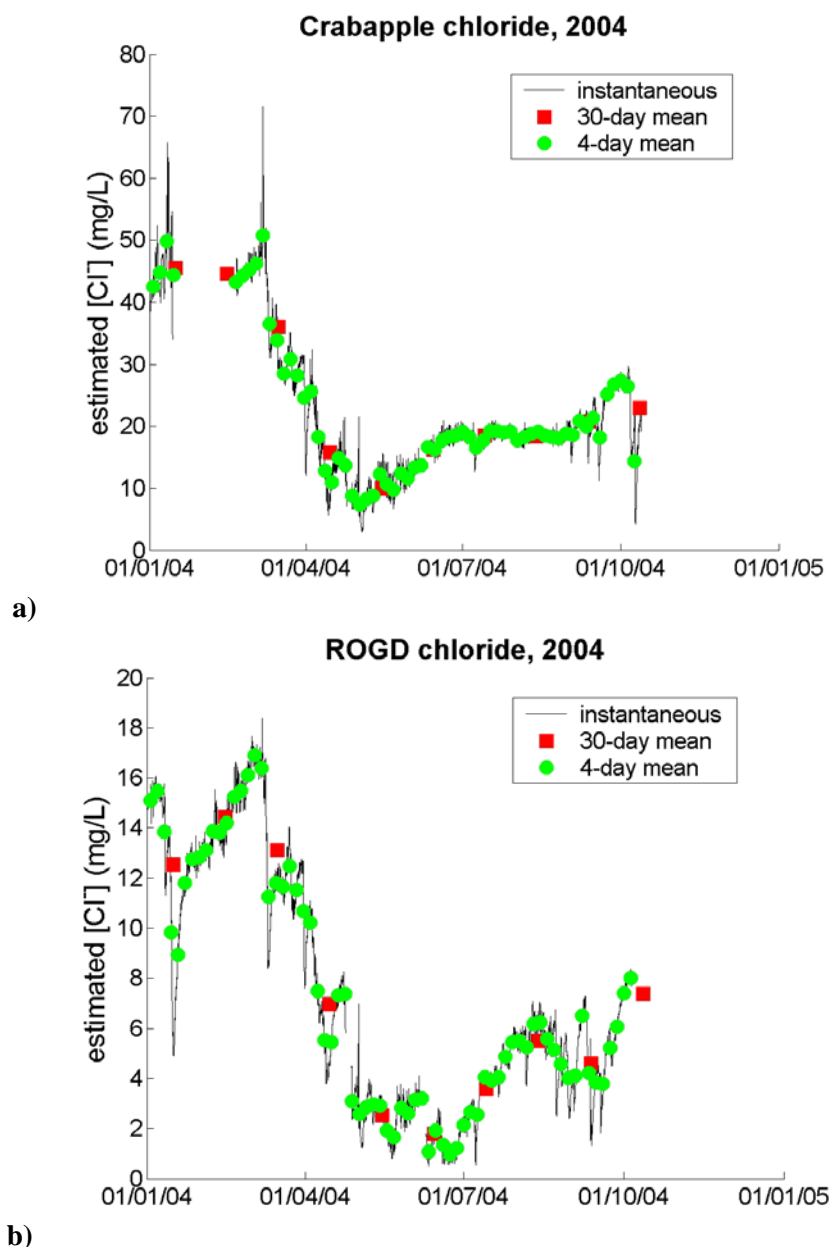 Crabapple chloride, 2004
80
70
60
50
40
30
20
10
0
estimated [Cl⁻] (mg/L)
instantaneous
30-day mean
4-day mean
01/01/04 01/04/04 01/07/04 01/10/04 01/01/05
a)
ROGD chloride, 2004
20
18
16
14
12
10
8
6
4
2
0
estimated [Cl⁻] (mg/L)
instantaneous
30-day mean
4-day mean
01/01/04 01/04/04 01/07/04 01/10/04 01/01/05
b)